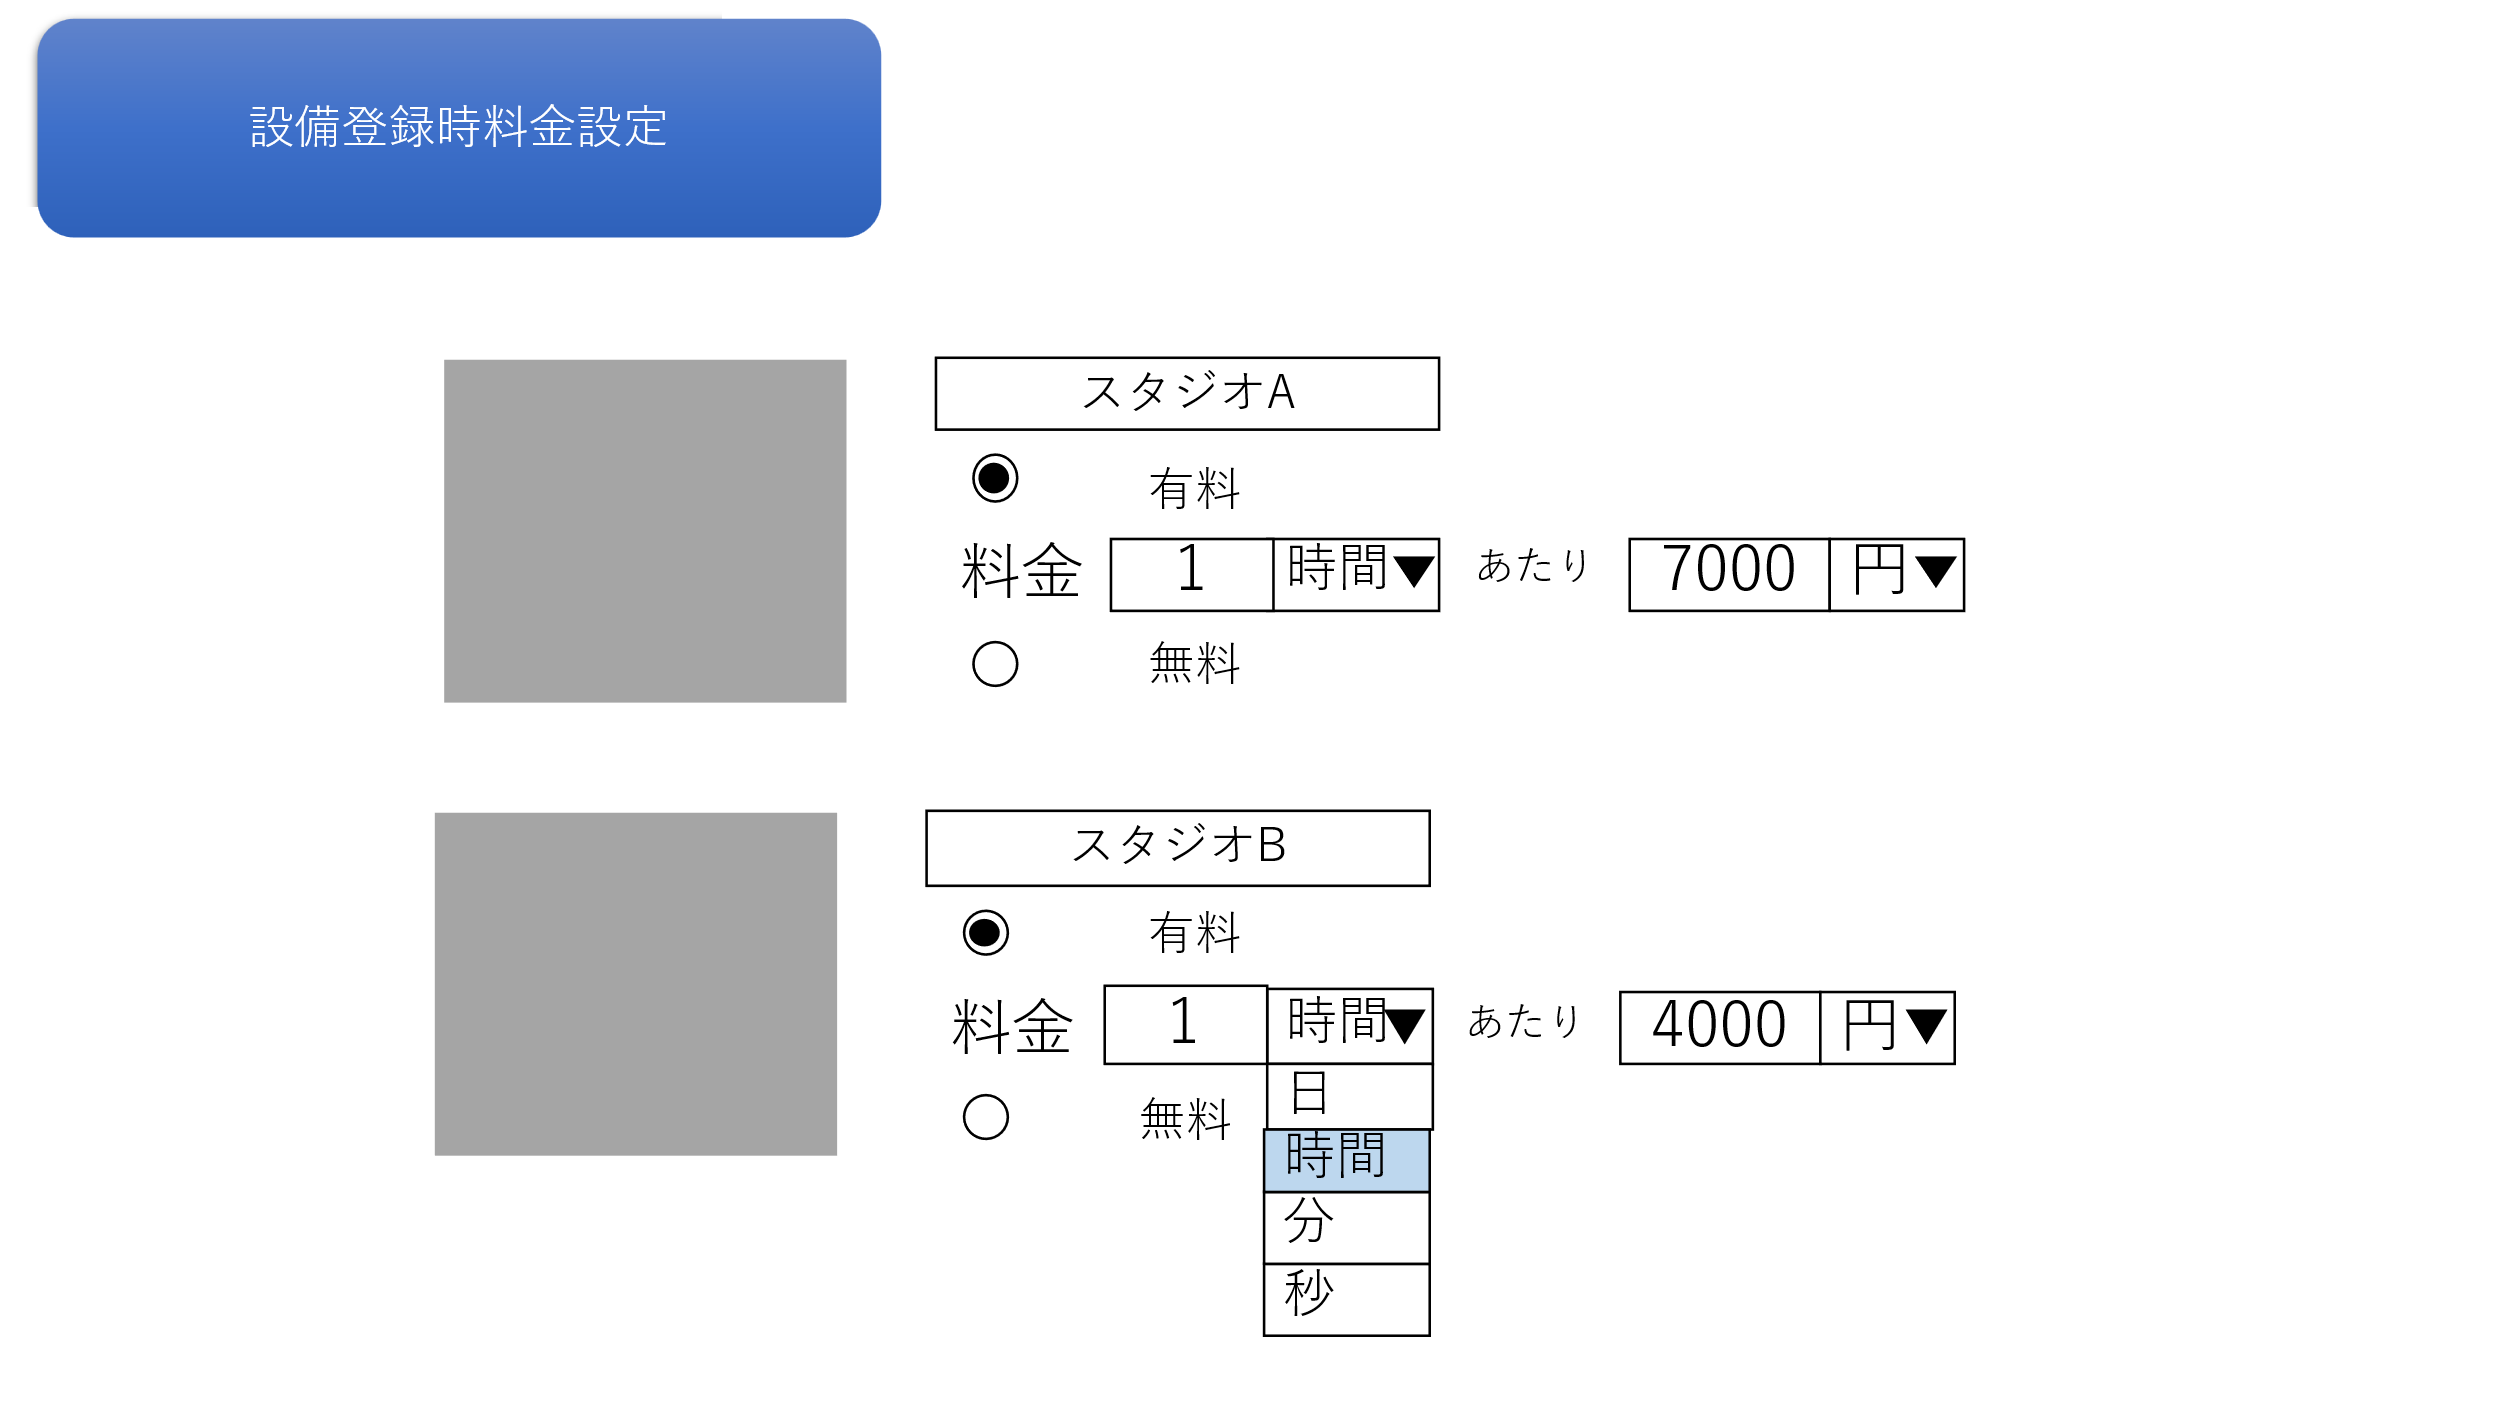 設備登録時料金設定
スタジオA
有料
料金 1 時間▼ あたり 7000 円▼
無料
スタジオB
有料
料金 1 時間▼ あたり 4000 円▼
日
無料
時間
分
秒